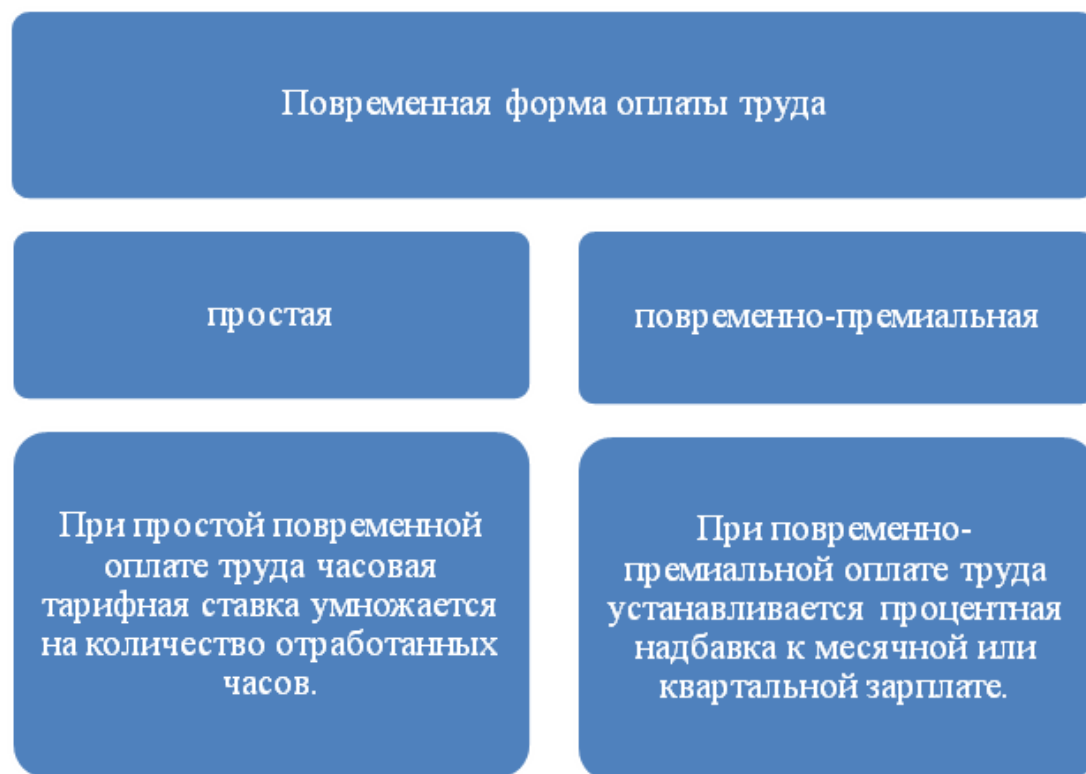 Повременная форма оплаты труда
простая
повременно-премиальная
При простой повременной
оплате труда часовая
тарифная ставка умножается
на количество отработанных
часов.
При повременно-
премиальной оплате труда
устанавливается процентная
надбавка к месячной или
квартальной зарплате.